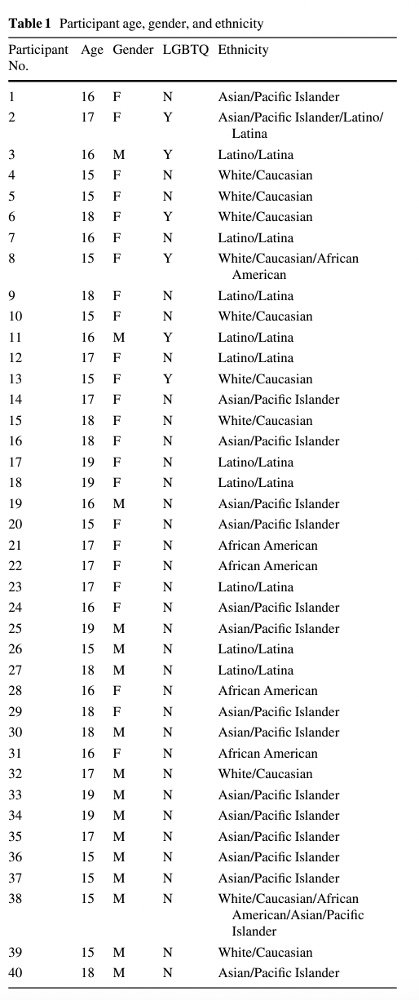 Table 1 Participant age, gender, and ethnicity
Participant No. Age Gender LGBTQ Ethnicity
1 16 F N Asian/Pacific Islander
2 17 F Y Asian/Pacific Islander/Latino/
Latina
3 16 M Y Latino/Latina
4 15 F N White/Caucasian
5 15 F N White/Caucasian
6 18 F Y White/Caucasian
7 16 F N Latino/Latina
8 15 F Y White/Caucasian/African
American
9 18 F N Latino/Latina
10 15 F N White/Caucasian
11 16 M Y Latino/Latina
12 17 F N Latino/Latina
13 15 F Y White/Caucasian
14 17 F N Asian/Pacific Islander
15 18 F N White/Caucasian
16 18 F N Asian/Pacific Islander
17 19 F N Latino/Latina
18 19 F N Latino/Latina
19 16 M N Asian/Pacific Islander
20 15 F N Asian/Pacific Islander
21 17 F N African American
22 17 F N African American
23 17 F N Latino/Latina
24 16 F N Asian/Pacific Islander
25 19 M N Asian/Pacific Islander
26 15 M N Latino/Latina
27 18 M N Latino/Latina
28 16 F N African American
29 18 F N Asian/Pacific Islander
30 18 M N Asian/Pacific Islander
31 16 F N African American
32 17 M N White/Caucasian
33 19 M N Asian/Pacific Islander
34 19 M N Asian/Pacific Islander
35 17 M N Asian/Pacific Islander
36 15 M N Asian/Pacific Islander
37 15 M N Asian/Pacific Islander
38 15 M N White/Caucasian/African
American/Asian/Pacific
Islander
39 15 M N White/Caucasian
40 18 M N Asian/Pacific Islander